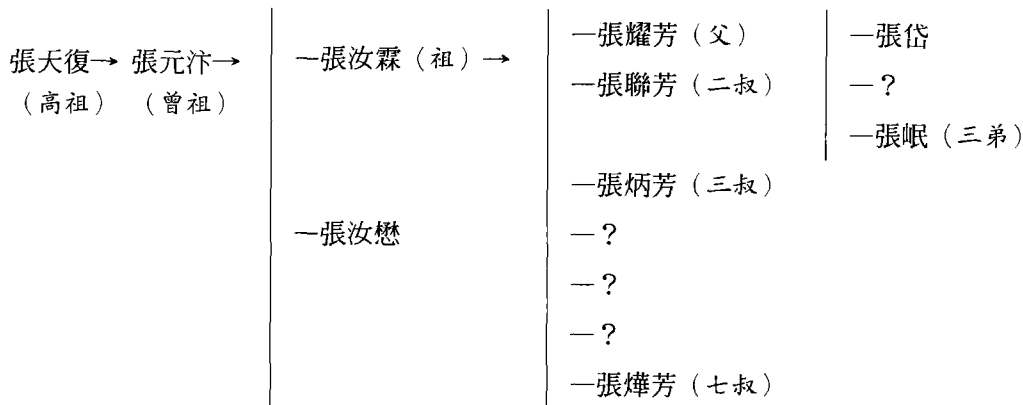 —張耀芳（父） —張岱
張天復→ 張元汴→ —張汝霖（祖）→ —張聯芳（二叔） —？
（高祖） （曾祖） —張岷（三弟）
—張炳芳（三叔）
—張汝懋 —？
—？
—？
—張燁芳（七叔）